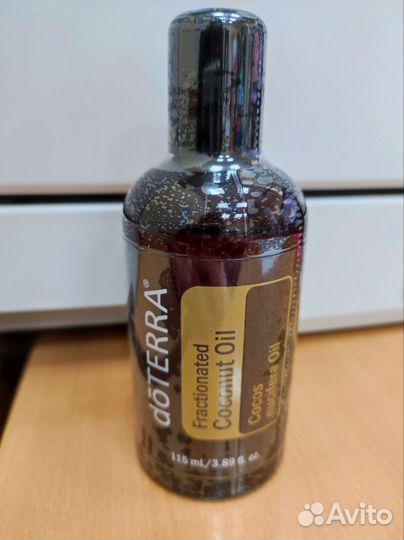 dōTERRA®
Fractionated
Coconut Oil
Cocos
nucifera Oil
115 mL/3.89 fl. oz.
Avito